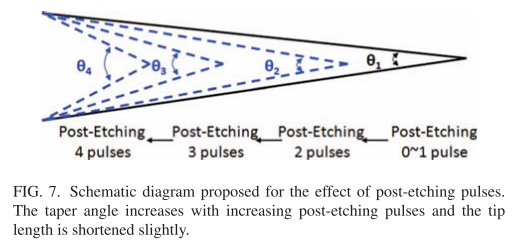 θ4 θ3 θ2 θ1
Post-Etching Post-Etching Post-Etching Post-Etching
4 pulses 3 pulses 2 pulses 0~1 pulse
FIG. 7. Schematic diagram proposed for the effect of post-etching pulses.
The taper angle increases with increasing post-etching pulses and the tip
length is shortened slightly.